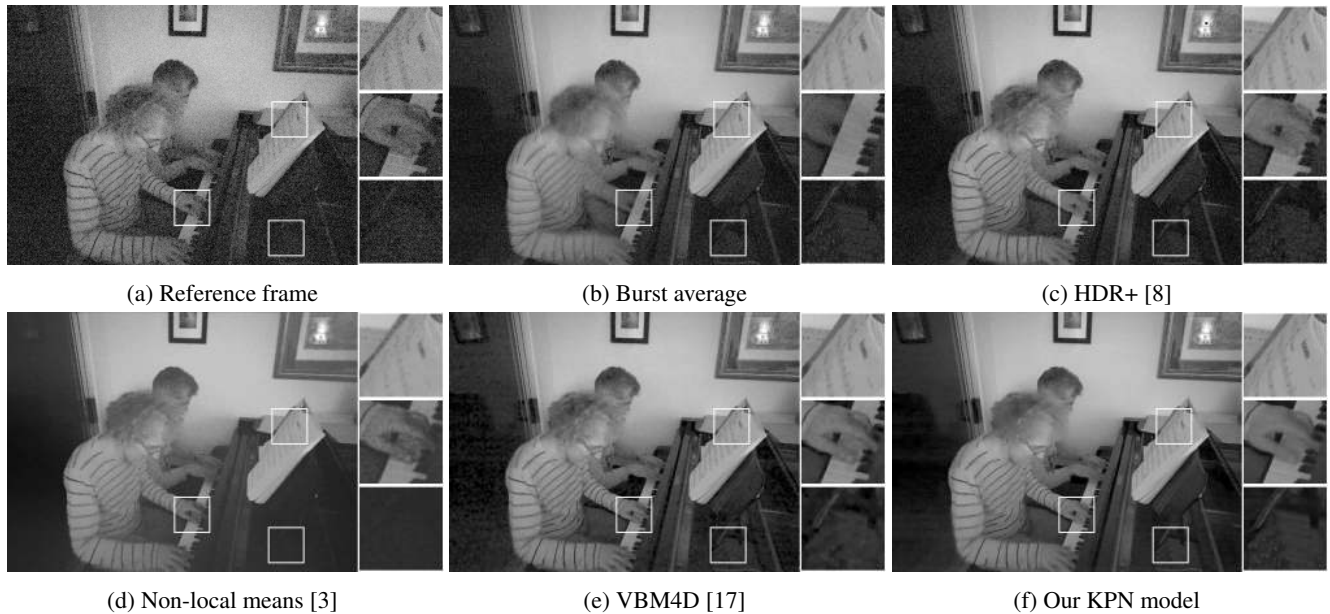 (a) Reference frame
(b) Burst average
(c) HDR+ [8]
(d) Non-local means [3]
(e) VBM4D [17]
(f) Our KPN model